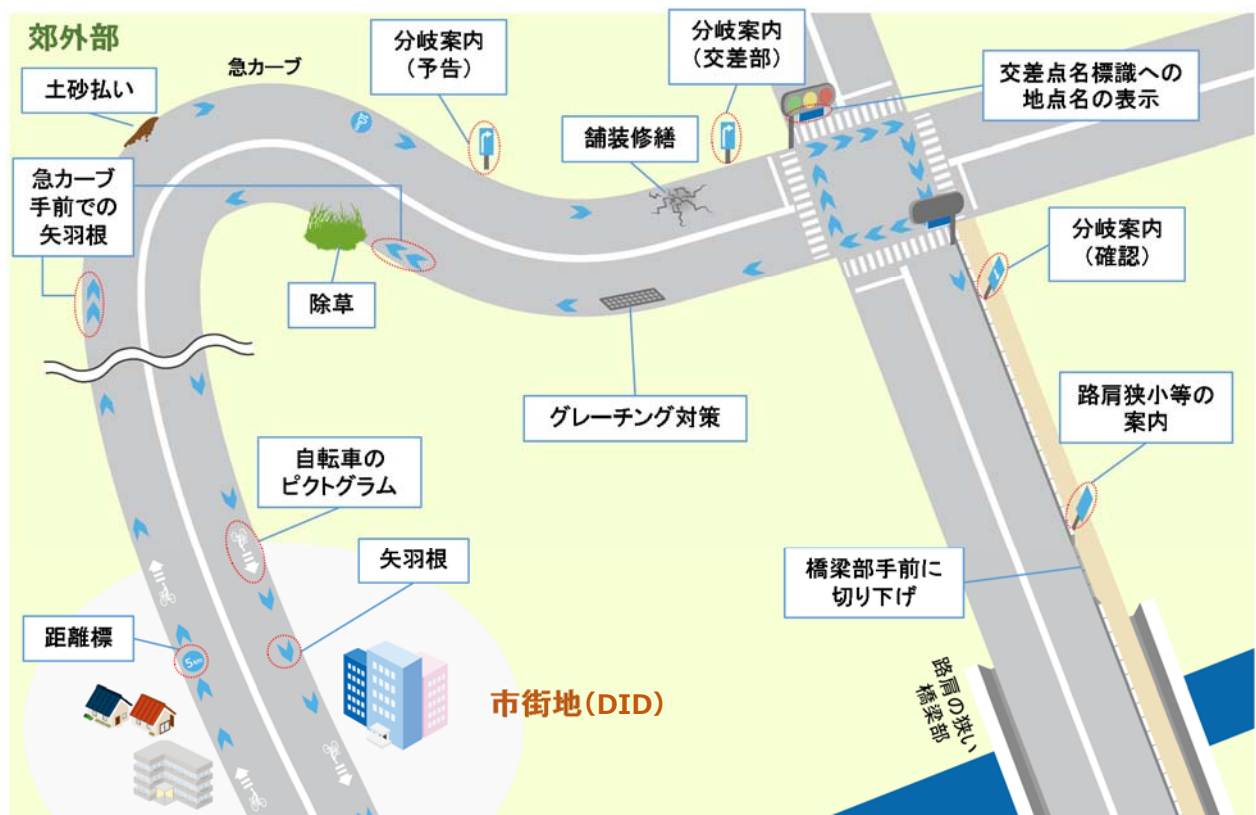 郊外部
土砂払い
急カーブ
分岐案内
(予告)
分岐案内
(交差部)
交差点名標識への
地点名の表示
舗装修繕
急カーブ
手前での
矢羽根
除草
分岐案内
(確認)
グレーチング対策
路肩狭小等の
案内
自転車の
ピクトグラム
矢羽根
橋梁部手前に
切り下げ
距離標
5km
市街地(DID)
路肩の狭い
橋梁部